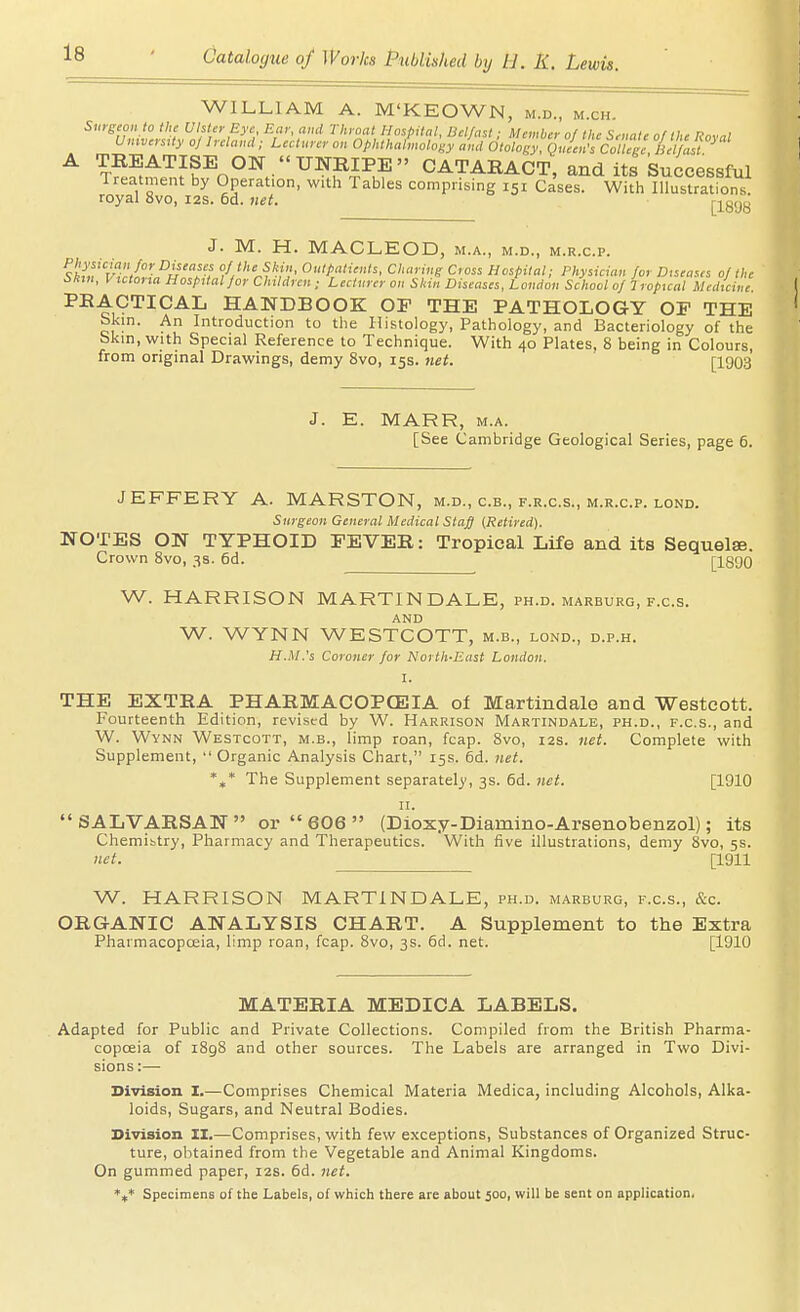 18 Catalogue of Works Published by H. K. Lewis.
WILLIAM A. M‘KEOWN, M.D., M.CH.
Surgeon to the Ulster Eye, Ear, and Throat Hospital, Belfast; Member of the Senate of the Royal
University of Ireland; Lecturer on Ophthalmology and Otology, Queen's College, Belfast.
A TREATISE ON “UNRIPE” CATARACT, and its Successful
Treatment by Operation, with Tables comprising 151 Cases. With Illustrations.
royal 8vo, 12s. 6d. net. [1898
J. M. H. MACLEOD, M.A., M.D., M.R.C.P.
Physician for Diseases of the Skin, Outpatients, Charing Cross Hospital; Physician for Diseases of the
Skin, Victoria Hospital for Children; Lecturer on Skin Diseases, London School of Tropical Medicine.
PRACTICAL HANDBOOK OF THE PATHOLOGY OF THE
Skin. An Introduction to the Histology, Pathology, and Bacteriology of the
Skin, with Special Reference to Technique. With 40 Plates, 8 being in Colours,
from original Drawings, demy 8vo, 15s. net. [1903
J. E. MARR, M.A.
[See Cambridge Geological Series, page 6.
JEFFERY A. MARSTON, M.D., C.B., F.R.C.S., M.R.C.P. LOND.
Surgeon General Medical Staff (Retired).
NOTES ON TYPHOID FEVER: Tropical Life and its Sequelæ.
Crown 8vo, 3s. 6d. [1890
W. HARRISON MARTINDALE, PH.D. MARBURG, F.C.S.
AND
W. WYNN WESTCOTT, M.B., LOND., D.P.H.
H.M.'s Coroner for North-East London.
I.
THE EXTRA PHARMACOPŒIA of Martindale and Westcott.
Fourteenth Edition, revised by W. HARRISON MARTINDALE, PH.D., F.C.S., and
W. WYNN WESTCOTT, M.B., limp roan, fcap. 8vo, 12s. net. Complete with
Supplement, “Organic Analysis Chart,” 15s. 6d. net.
*⁎* The Supplement separately, 3s. 6d. net. [1910
II.
“SALVARSAN” or “606” (Dioxy-Diamino-Arsenobenzol); its
Chemistry, Pharmacy and Therapeutics. With five illustrations, demy 8vo, 5s.
net. [1911
W. HARRISON MARTINDALE, PH.D. MARBURG, F.C.S., &c.
ORGANIC ANALYSIS CHART. A Supplement to the Extra
Pharmacopœia, limp roan, fcap. 8vo, 3s. 6d. net. [1910
MATERIA MEDICA LABELS.
Adapted for Public and Private Collections. Compiled from the British Pharma-
copœia of 1898 and other sources. The Labels are arranged in Two Divi-
sions:—
Division I.—Comprises Chemical Materia Medica, including Alcohols, Alka-
loids, Sugars, and Neutral Bodies.
Division II.—Comprises, with few exceptions, Substances of Organized Struc-
ture, obtained from the Vegetable and Animal Kingdoms.
On gummed paper, 12s. 6d. net.
*⁎* Specimens of the Labels, of which there are about 500, will be sent on application.